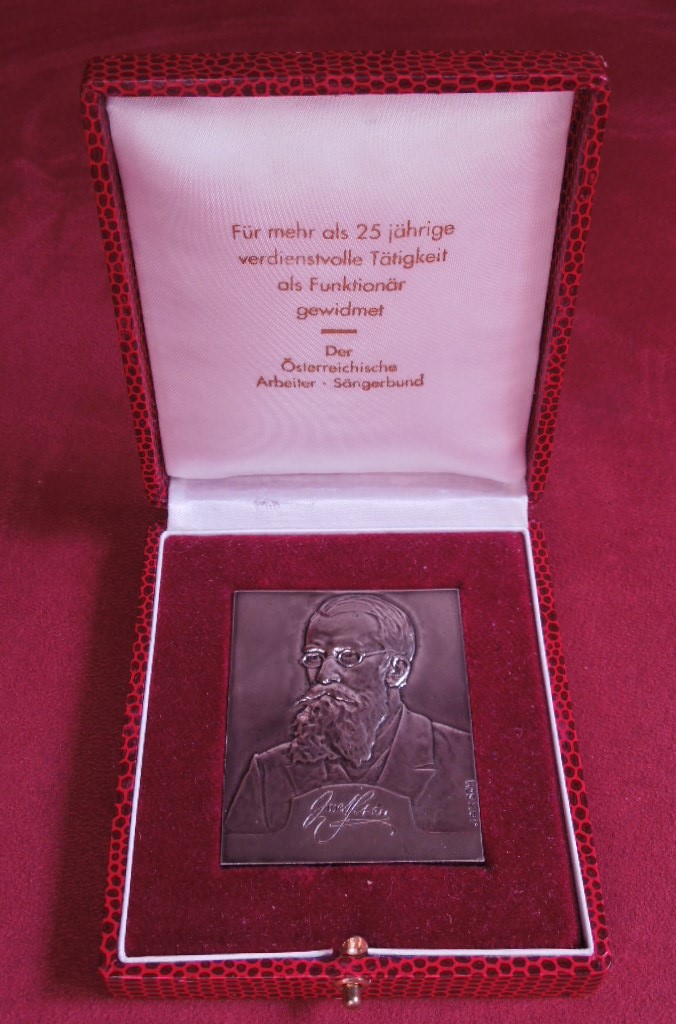 Für mehr als 25 jährige
verdienstvolle Tätigkeit
als Funktionär
gewidmet
Der
Österreichische
Arbeiter - Sängerbund